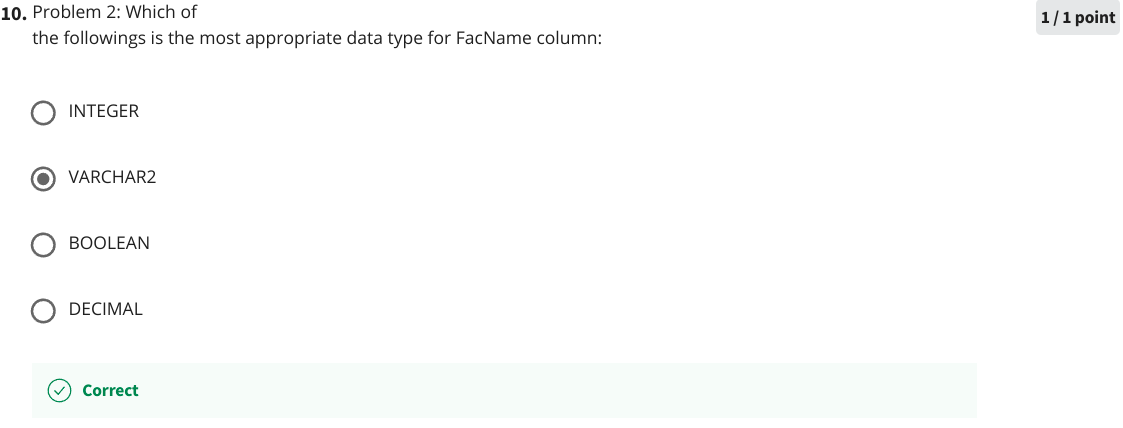 10. Problem 2: Which of
1 / 1 point
the followings is the most appropriate data type for FacName column:
INTEGER
VARCHAR2
BOOLEAN
DECIMAL
Correct